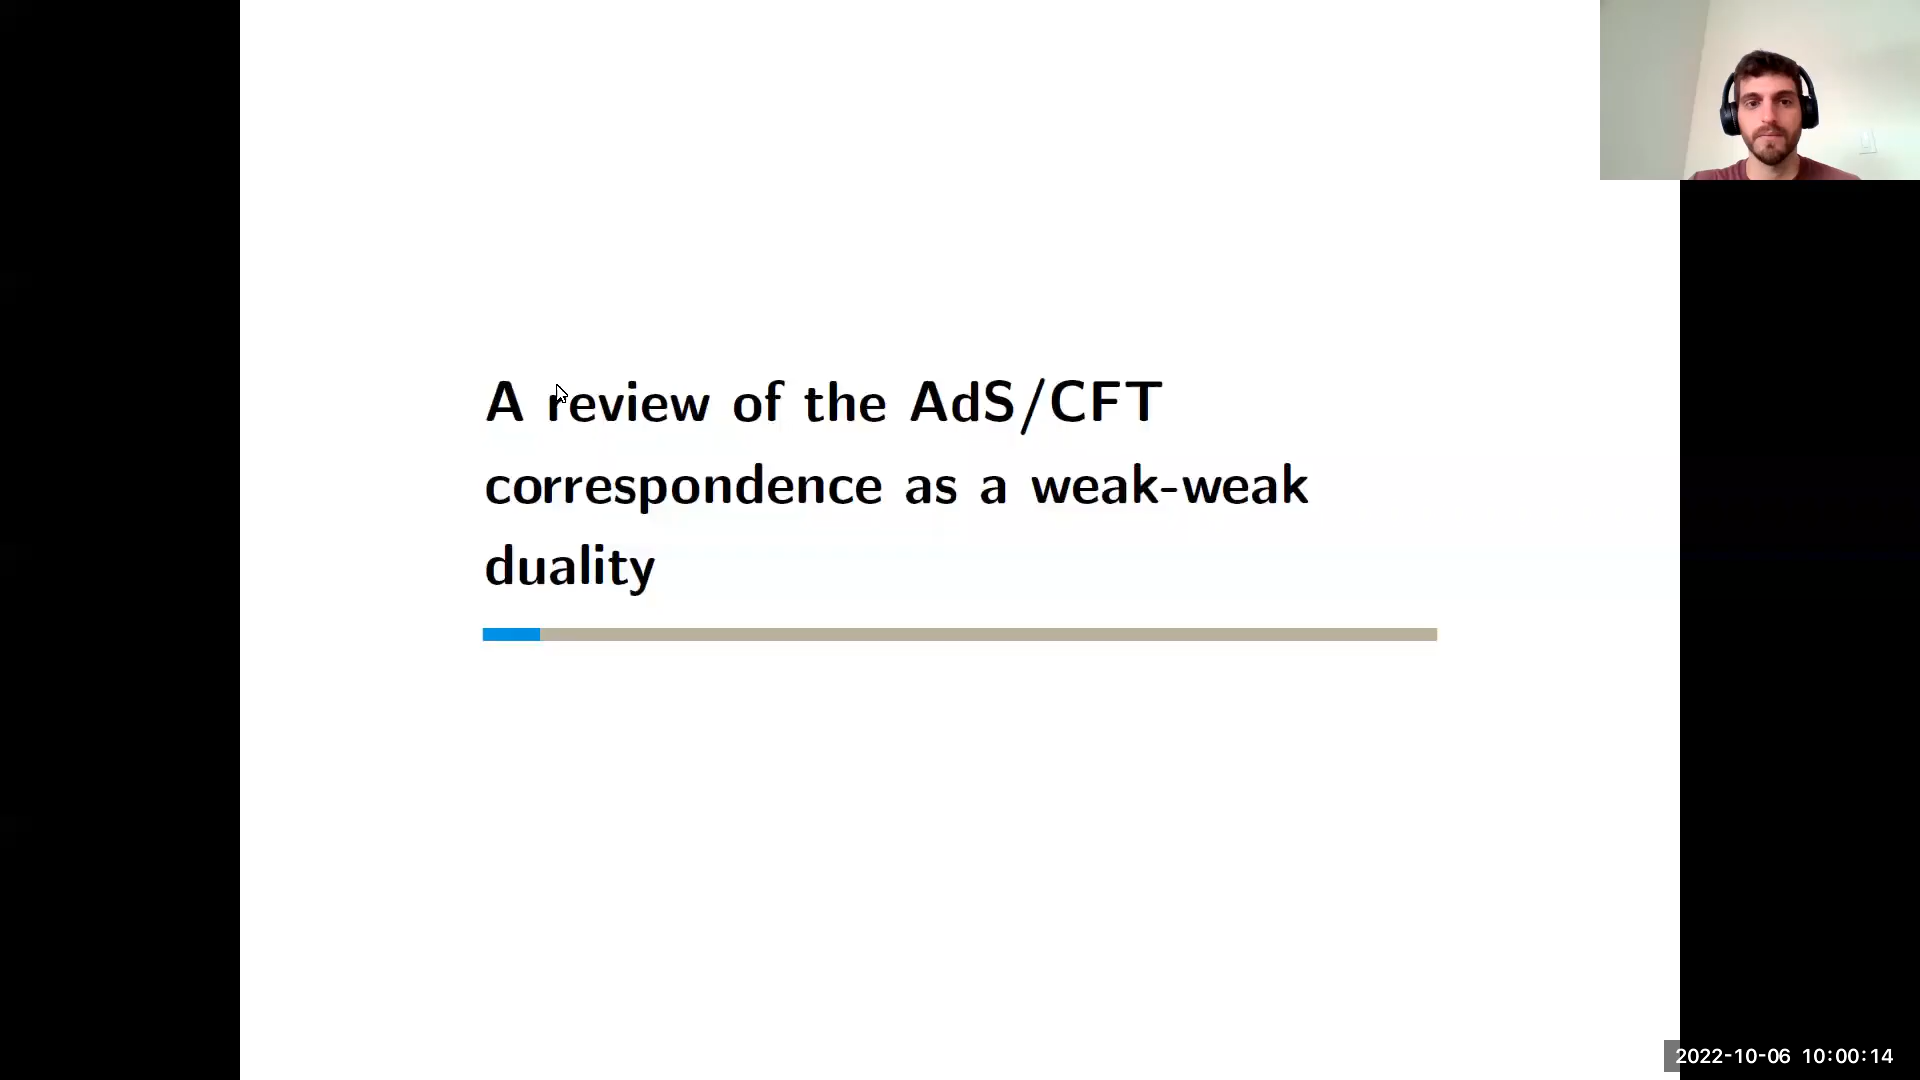 A review of the AdS/CFT
correspondence as a weak-weak
duality
2022-10-06 10:00:14